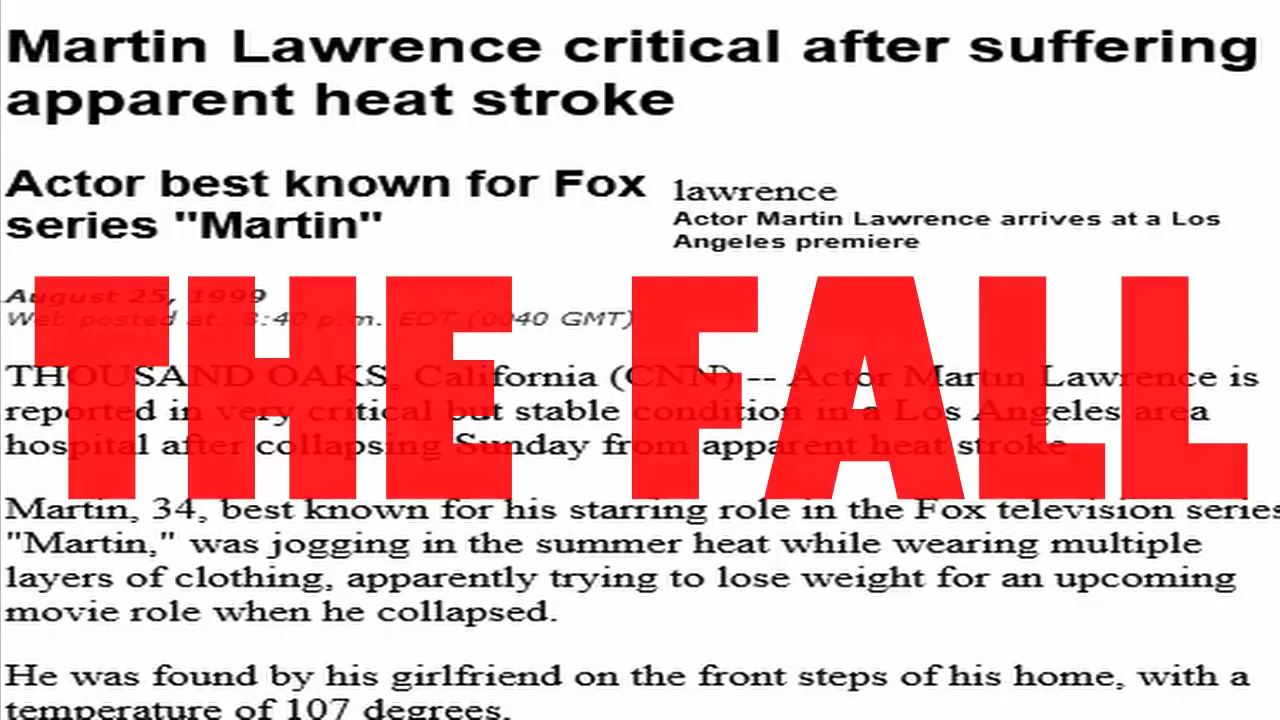 Martin Lawrence critical after suffering
apparent heat stroke
Actor best known for Fox
series "Martin"
lawrence
Actor Martin Lawrence arrives at a Los
Angeles premiere
August 25, 1999
Web posted at: 8:40 p.m. EDT (0040 GMT)
THE FALL
THOUSAND OAKS, California (CNN) -- Actor Martin Lawrence is
reported in very critical but stable condition in a Los Angeles area
hospital after collapsing Sunday from apparent heat stroke.
Martin, 34, best known for his starring role in the Fox television series
"Martin," was jogging in the summer heat while wearing multiple
layers of clothing, apparently trying to lose weight for an upcoming
movie role when he collapsed.
He was found by his girlfriend on the front steps of his home, with a
temperature of 107 degrees.